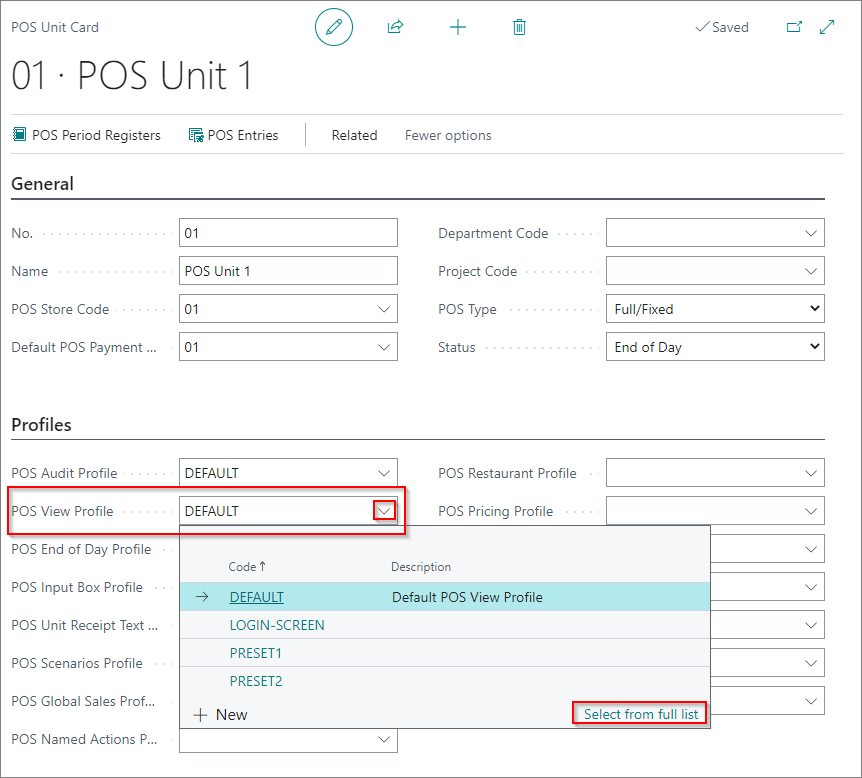 POS Unit Card
Saved
01 · POS Unit 1
POS Period Registers
POS Entries
Related
Fewer options
General
No.
01
Department Code
Name
POS Unit 1
Project Code
POS Store Code
01
POS Type
Full/Fixed
Default POS Payment ...
01
Status
End of Day
Profiles
POS Audit Profile
DEFAULT
POS Restaurant Profile
POS View Profile
DEFAULT
POS Pricing Profile
POS End of Day Profile
POS Input Box Profile
POS Unit Receipt Text ...
POS Scenarios Profile
POS Global Sales Prof...
POS Named Actions P...
Code ↑
Description
DEFAULT
Default POS View Profile
LOGIN-SCREEN
PRESET1
PRESET2
New
Select from full list